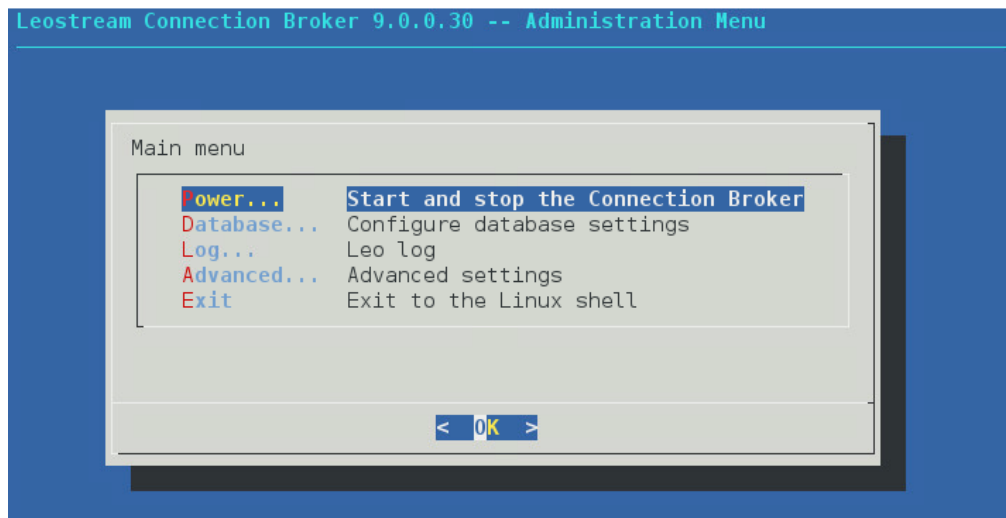 Leostream Connection Broker 9.0.0.30 -- Administration Menu
Main menu
Power... Start and stop the Connection Broker
Database... Configure database settings
Log... Leo log
Advanced... Advanced settings
Exit Exit to the Linux shell
< OK >